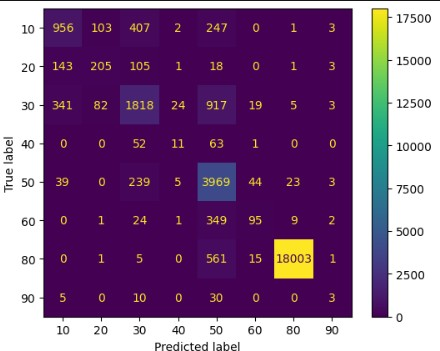 10 956 103 407 2 247 0 1 3
20 143 205 105 1 18 0 1 3
30 341 82 1818 24 917 19 5 3
40 0 0 52 11 63 1 0 0
50 39 0 239 5 3969 44 23 3
60 0 1 24 1 349 95 9 2
80 0 1 5 0 561 15 18003 1
90 5 0 10 0 30 0 0 3
10 20 30 40 50 60 80 90
Predicted label
True label
17500
15000
12500
10000
7500
5000
2500
0